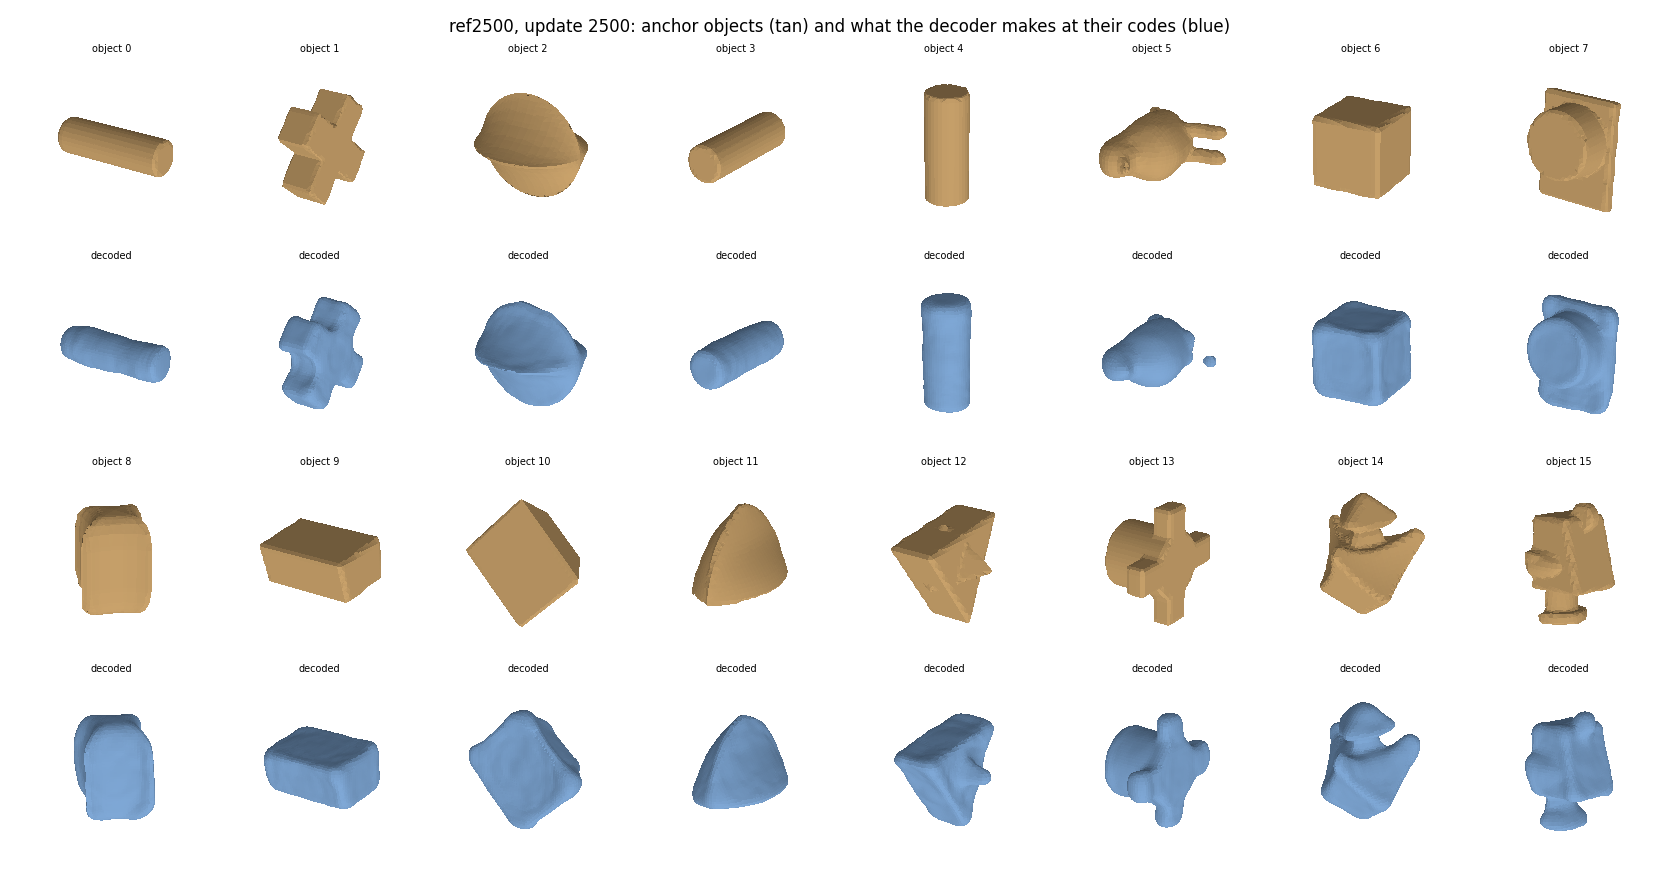 ref2500, update 2500: anchor objects (tan) and what the decoder makes at their codes (blue)
object 0 object 1 object 2 object 3 object 4 object 5 object 6 object 7
decoded decoded decoded decoded decoded decoded decoded decoded
object 8 object 9 object 10 object 11 object 12 object 13 object 14 object 15
decoded decoded decoded decoded decoded decoded decoded decoded